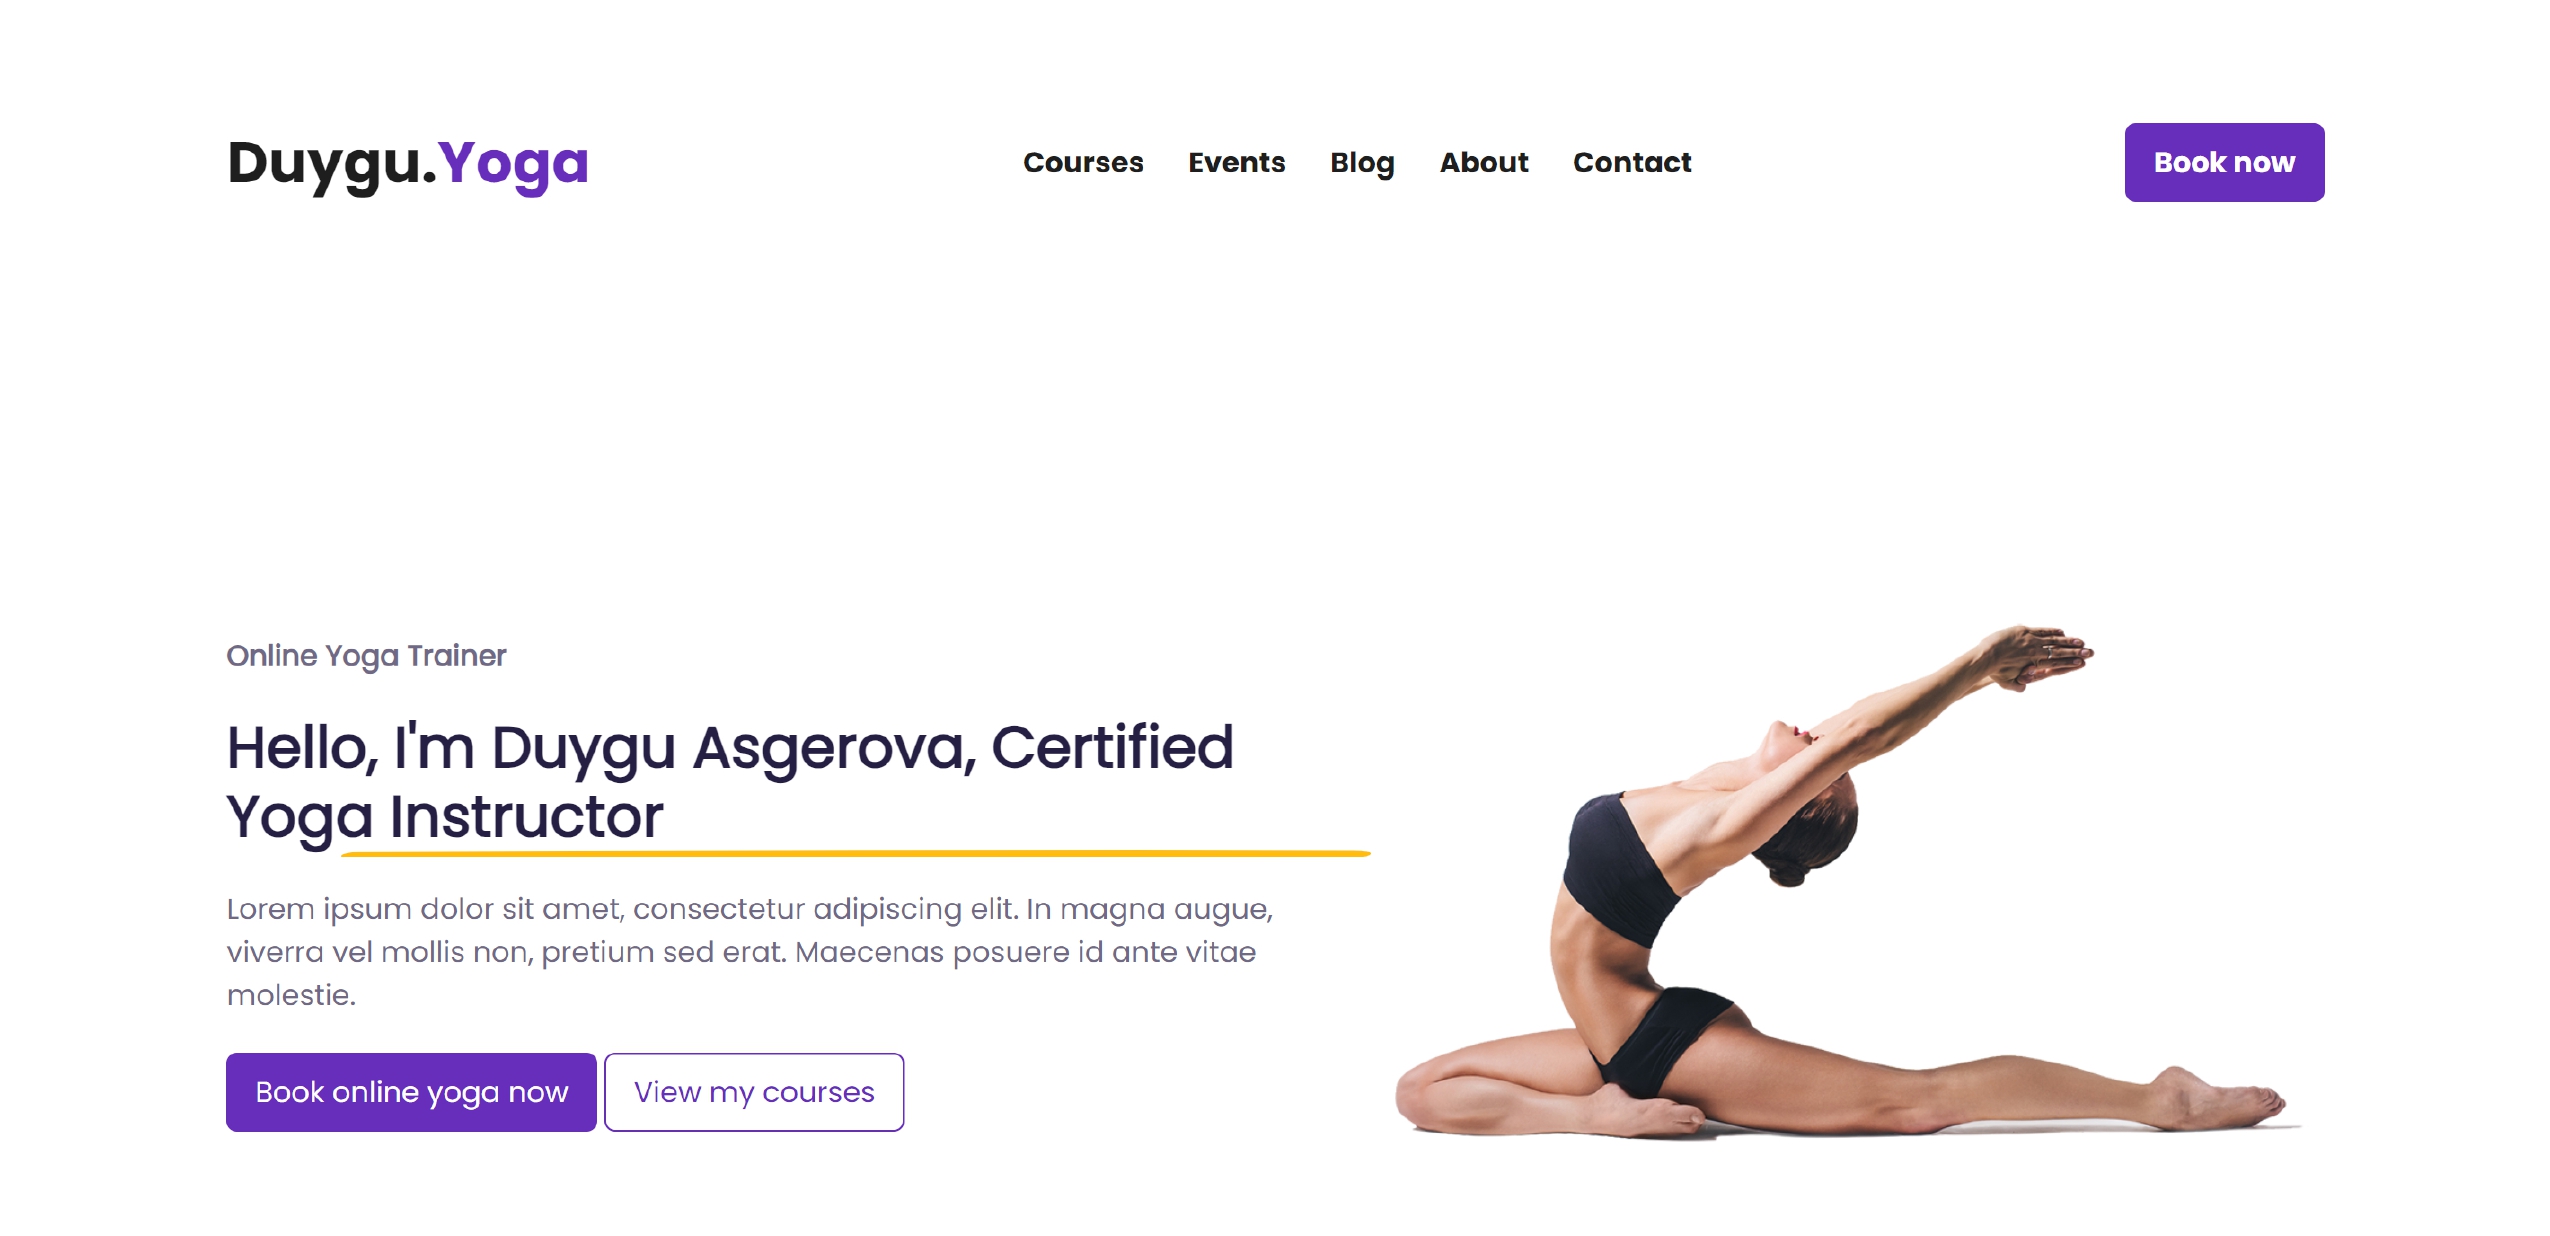 Duygu.Yoga
Courses Events Blog About Contact
Book now
Online Yoga Trainer
Hello, I'm Duygu Asgerova, Certified
Yoga Instructor
Lorem ipsum dolor sit amet, consectetur adipiscing elit. In magna augue,
viverra vel mollis non, pretium sed erat. Maecenas posuere id ante vitae
molestie.
Book online yoga now
View my courses